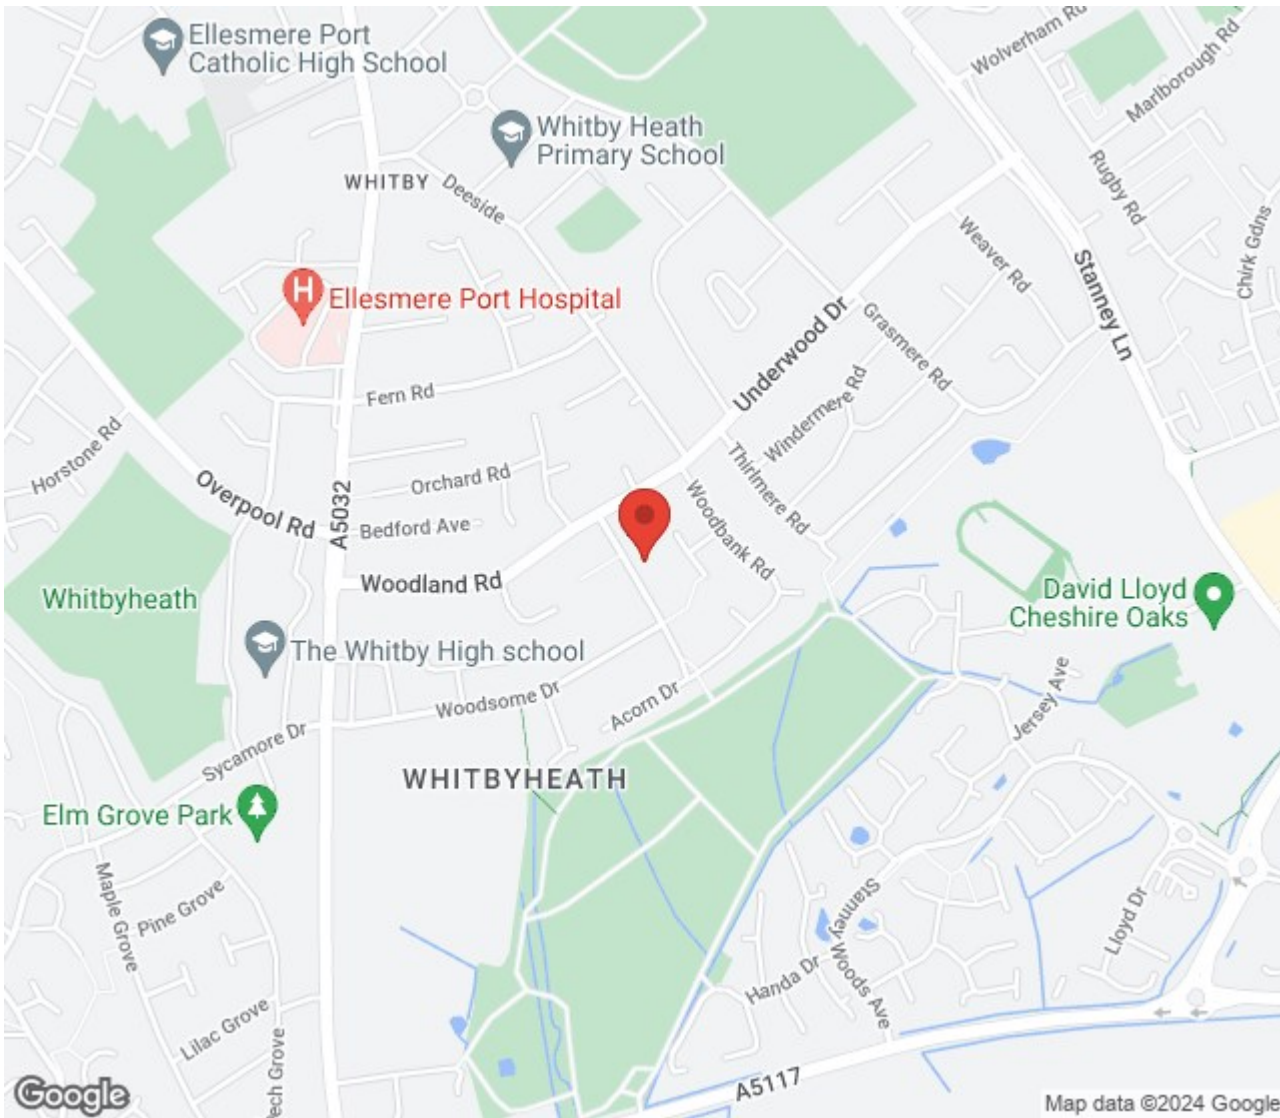 Ellesmere Port
Catholic High School
Wolverham Rd
Marlborough Rd
Whitby Heath
Primary School
WHITBY
Deeside
Rugby Rd
Chirk Gdns
Weaver Rd
Stanney Ln
H
Ellesmere Port Hospital
Underwood Dr
Grasmere Rd
Fern Rd
Windermere Rd
Horstone Rd
Orchard Rd
Thirlmere Rd
Overpool Rd
A5032
Bedford Ave
Woodbank Rd
Woodland Rd
Whitbyheath
David Lloyd
Cheshire Oaks
The Whitby High school
Woodsome Dr
Acorn Dr
Jersey Ave
Sycamore Dr
WHITBYHEATH
Elm Grove Park
Maple Grove
Pine Grove
Stanney Woods Ave
Lloyd Dr
Handa Dr
Lilac Grove
ech Grove
A5117
Google
Map data ©2024 Google